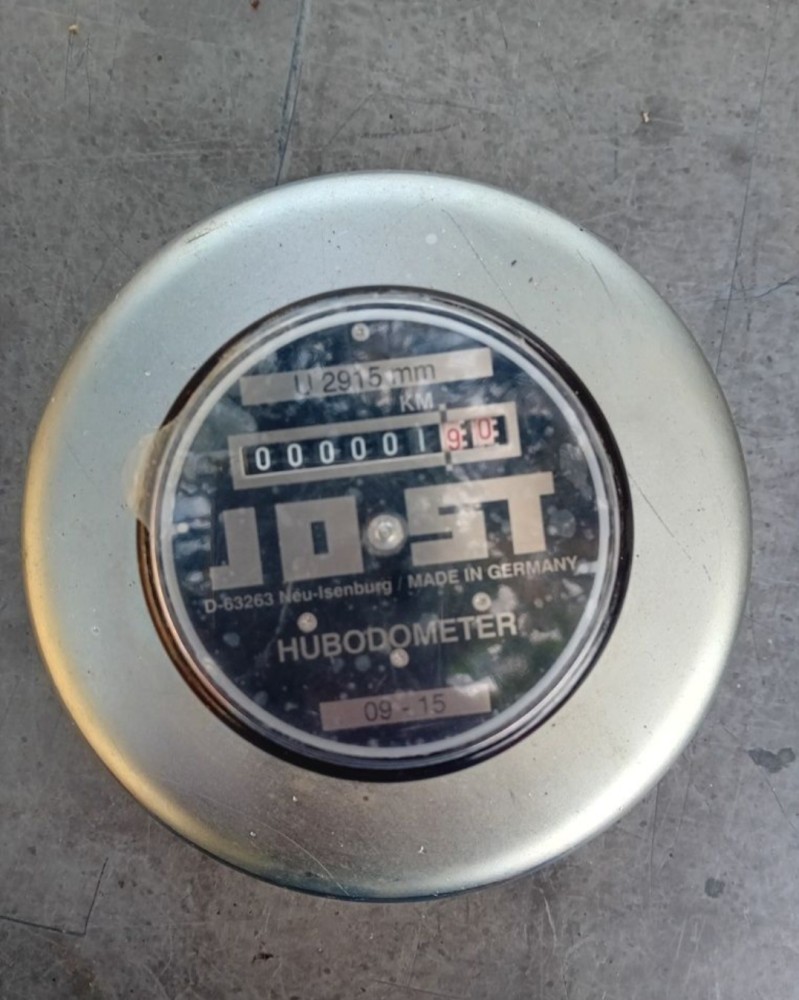 U 2915 mm
KM
00000190
JOST
D-63263 Neu-Isenburg / MADE IN GERMANY
HUBODOMETER
09 - 15